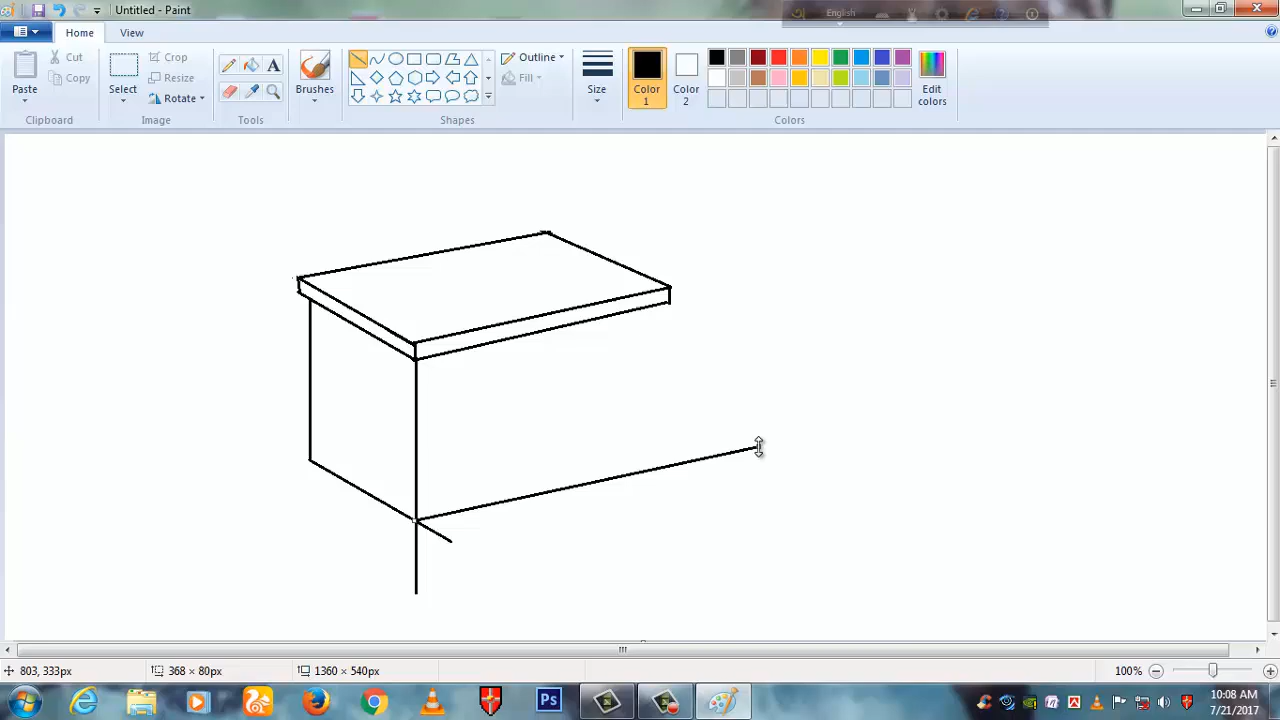 Untitled - Paint
English
Home
View
Paste
Cut
Copy
Clipboard
Select
Crop
Resize
Rotate
Image
A
Tools
Brushes
Outline
Fill
Shapes
Size
Color
1
Color
2
Edit
colors
Colors
803, 333px
368 × 80px
1360 × 540px
100%
Ps
10:08 AM
7/21/2017